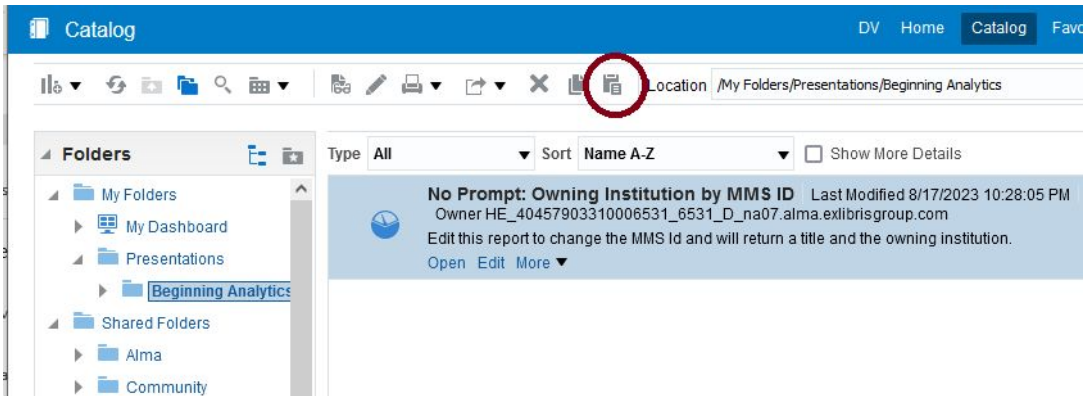 Catalog
DV Home Catalog
Location /My Folders/Presentations/Beginning Analytics
Folders
Type All Sort Name A-Z Show More Details
My Folders
My Dashboard
Presentations
Beginning Analytics
Shared Folders
Alma
Community
No Prompt: Owning Institution by MMS ID Last Modified 8/17/2023 10:28:05 PM
Owner HE_40457903310006531_6531_D_na07.alma.exlibrisgroup.com
Edit this report to change the MMS Id and will return a title and the owning institution.
Open Edit More